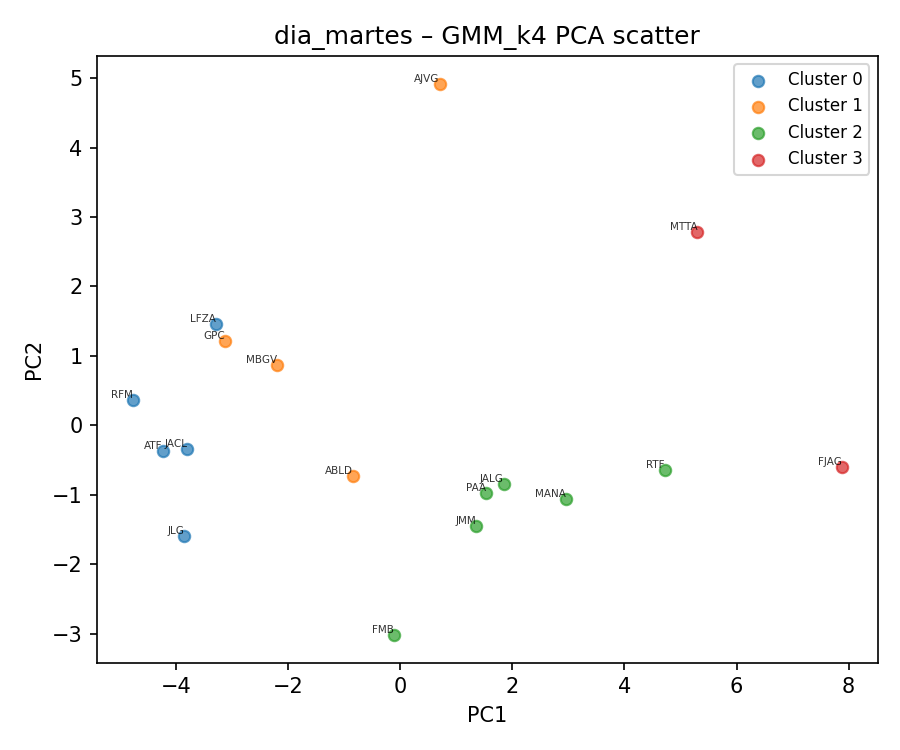 dia_martes – GMM_k4 PCA scatter
Cluster 0
Cluster 1
Cluster 2
Cluster 3
AJVG
MTTA
LFZA
GPC
MBGV
RFM
ATF
JACL
ABLD
RTF
FJAG
JALG
PAA
MANA
JMM
JLG
FMB
5
4
3
2
1
0
−1
−2
−3
PC2
−4
−2
0
2
4
6
8
PC1